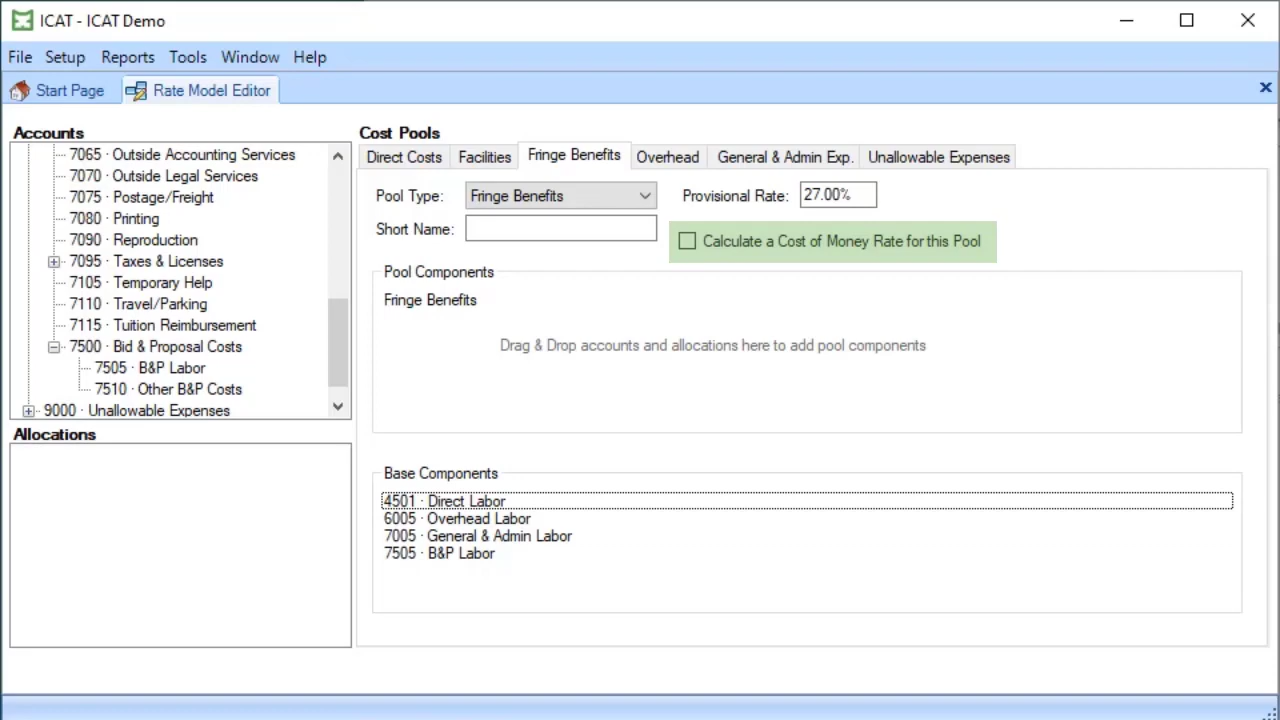 ICAT - ICAT Demo
File Setup Reports Tools Window Help
Start Page Rate Model Editor
Accounts
7065 · Outside Accounting Services
7070 · Outside Legal Services
7075 · Postage/Freight
7080 · Printing
7090 · Reproduction
7095 · Taxes & Licenses
7105 · Temporary Help
7110 · Travel/Parking
7115 · Tuition Reimbursement
7500 · Bid & Proposal Costs
7505 · B&P Labor
7510 · Other B&P Costs
9000 · Unallowable Expenses
Allocations
Cost Pools
Direct Costs Facilities Fringe Benefits Overhead General & Admin Exp. Unallowable Expenses
Pool Type: Fringe Benefits Provisional Rate: 27.00%
Short Name:
Calculate a Cost of Money Rate for this Pool
Pool Components
Fringe Benefits
Drag & Drop accounts and allocations here to add pool components
Base Components
4501 · Direct Labor
6005 · Overhead Labor
7005 · General & Admin Labor
7505 · B&P Labor